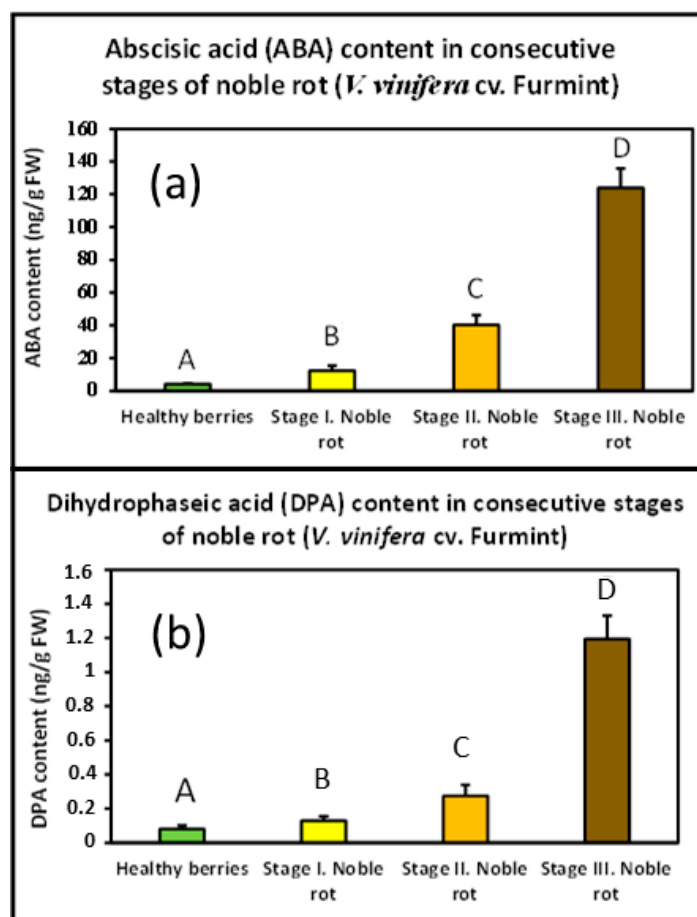 Abscisic acid (ABA) content in consecutive
stages of noble rot (V. vinifera cv. Furmint)
ABA content (ng/g FW)
160
140
120
100
80
60
40
20
0
(a)
A
B
C
D
Healthy berries
Stage I. Noble
rot
Stage II. Noble
rot
Stage III. Noble
rot
Dihydrophaseic acid (DPA) content in consecutive stages
of noble rot (V. vinifera cv. Furmint)
DPA content (ng/g FW)
1.6
1.4
1.2
1
0.8
0.6
0.4
0.2
0
(b)
A
B
C
D
Healthy berries
Stage I. Noble
rot
Stage II. Noble
rot
Stage III. Noble
rot